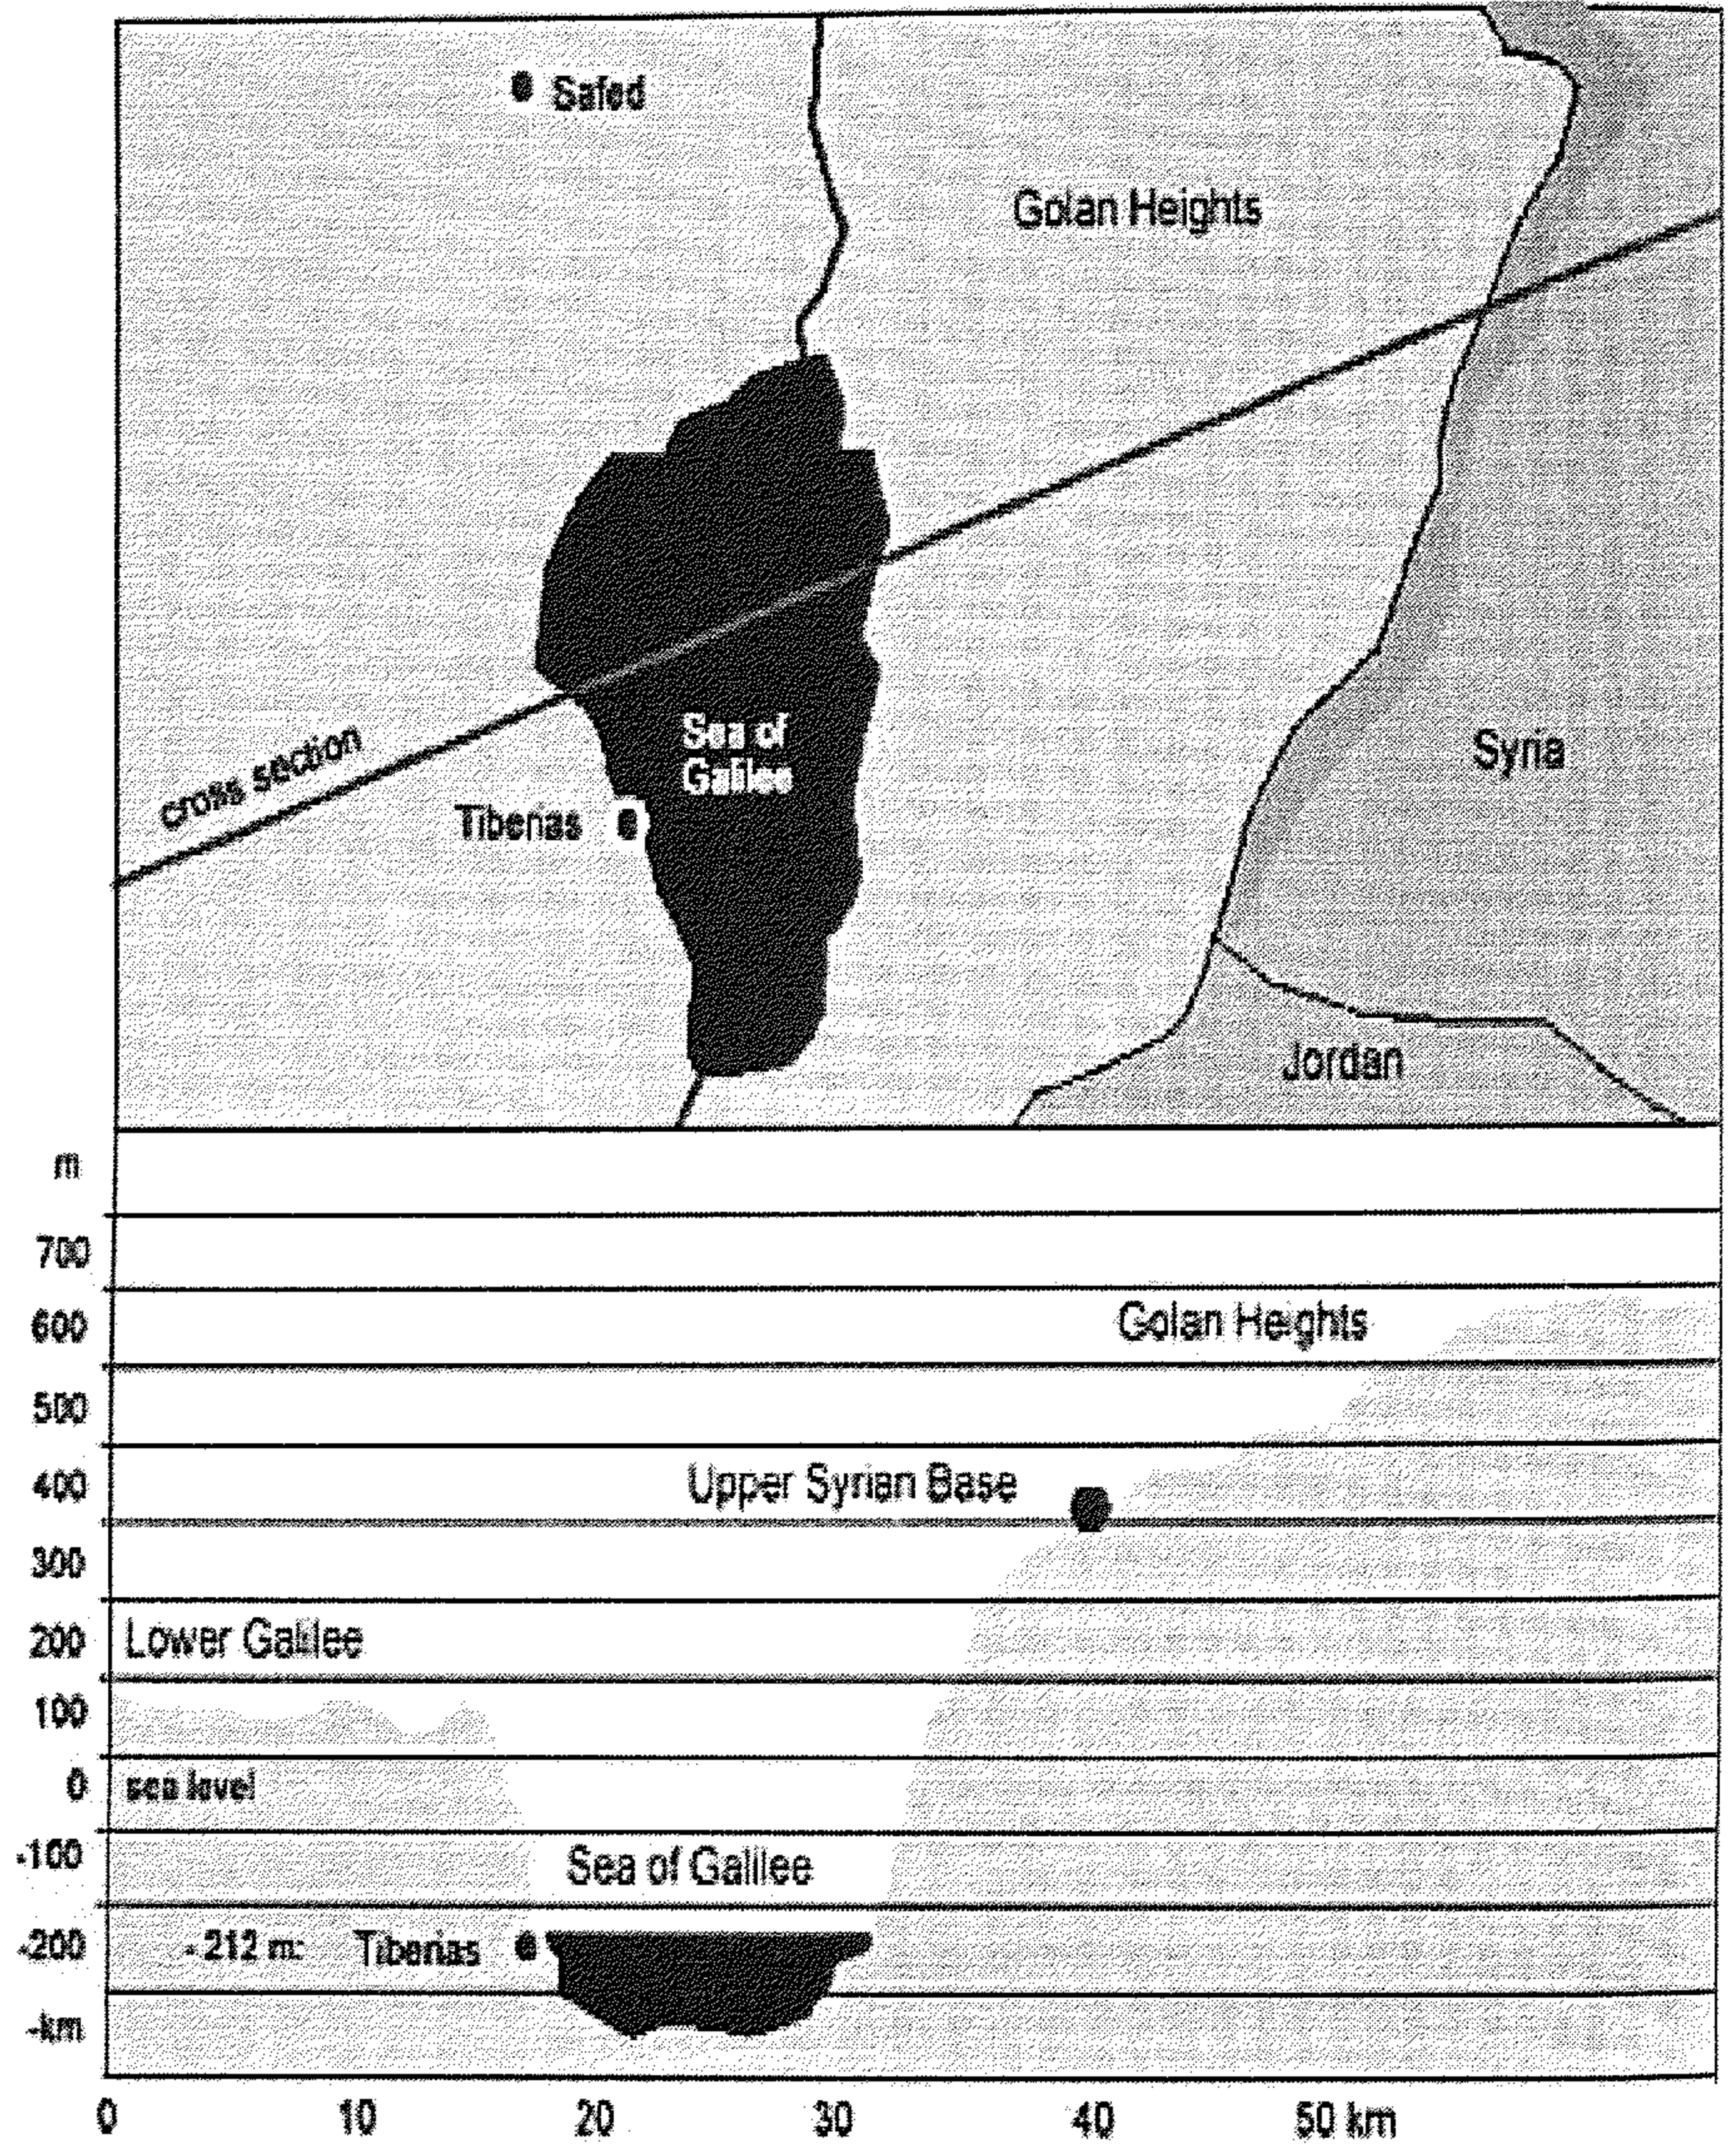 Safed
Golan Heights
cross section
Sea of
Galilee
Tiberias
Syria
Jordan
m
700
600
Golan Heights
500
400
Upper Syrian Base
300
200
Lower Galilee
100
0
sea level
-100
Sea of Galilee
-200
- 212 m:
Tiberias
-km
0
10
20
30
40
50 km